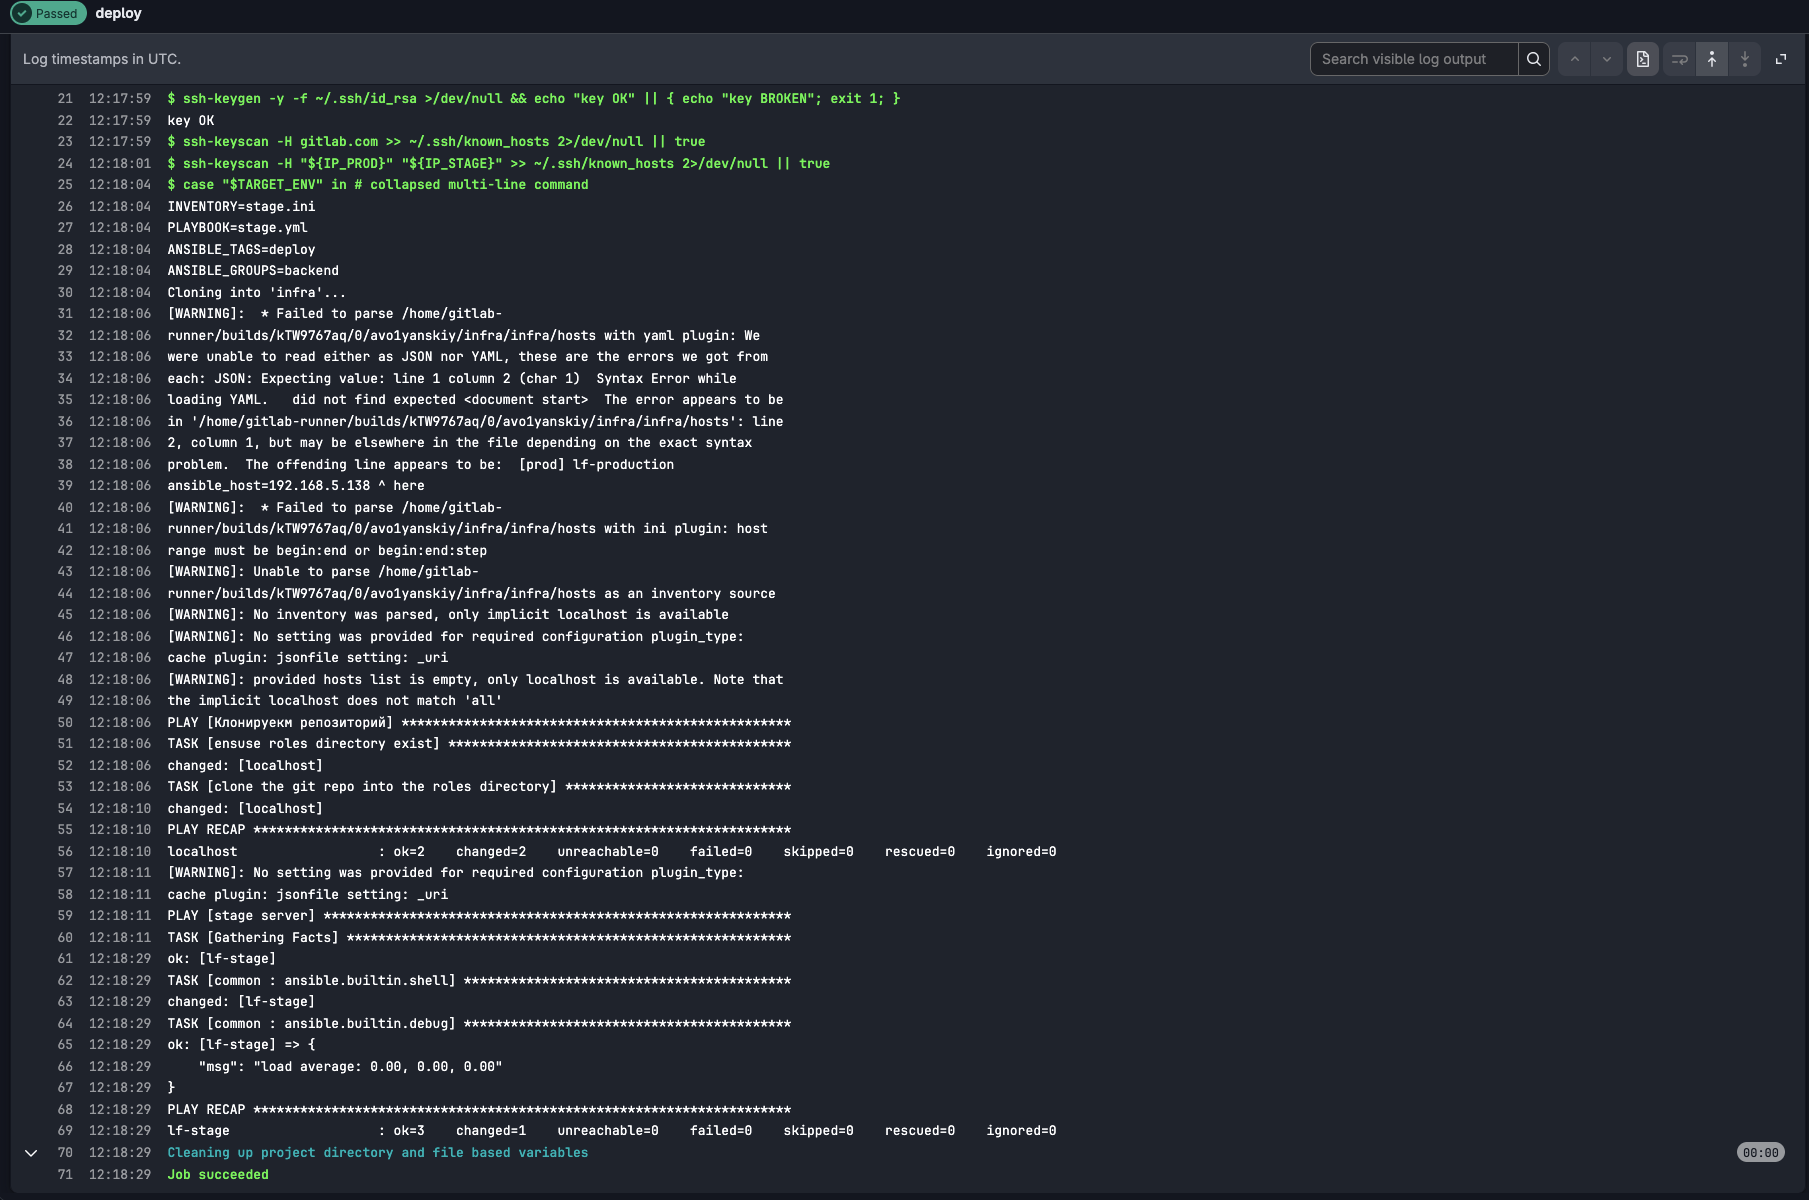 Passed deploy
Log timestamps in UTC.
Search visible log output
21 12:17:59 $ ssh-keygen -y -f ~/.ssh/id_rsa >/dev/null && echo "key OK" || { echo "key BROKEN"; exit 1; }
22 12:17:59 key OK
23 12:17:59 $ ssh-keyscan -H gitlab.com >> ~/.ssh/known_hosts 2>/dev/null || true
24 12:18:01 $ ssh-keyscan -H "${IP_PROD}" "${IP_STAGE}" >> ~/.ssh/known_hosts 2>/dev/null || true
25 12:18:04 $ case "$TARGET_ENV" in # collapsed multi-line command
26 12:18:04 INVENTORY=stage.ini
27 12:18:04 PLAYBOOK=stage.yml
28 12:18:04 ANSIBLE_TAGS=deploy
29 12:18:04 ANSIBLE_GROUPS=backend
30 12:18:04 Cloning into 'infra'...
31 12:18:06 [WARNING]:  * Failed to parse /home/gitlab-
32 12:18:06 runner/builds/kTW9767aq/0/avo1yanskiy/infra/infra/hosts with yaml plugin: We
33 12:18:06 were unable to read either as JSON nor YAML, these are the errors we got from
34 12:18:06 each: JSON: Expecting value: line 1 column 2 (char 1)  Syntax Error while
35 12:18:06 loading YAML.   did not find expected <document start>  The error appears to be
36 12:18:06 in '/home/gitlab-runner/builds/kTW9767aq/0/avo1yanskiy/infra/infra/hosts': line
37 12:18:06 2, column 1, but may be elsewhere in the file depending on the exact syntax
38 12:18:06 problem.  The offending line appears to be:  [prod] lf-production
39 12:18:06 ansible_host=192.168.5.138 ^ here
40 12:18:06 [WARNING]:  * Failed to parse /home/gitlab-
41 12:18:06 runner/builds/kTW9767aq/0/avo1yanskiy/infra/infra/hosts with ini plugin: host
42 12:18:06 range must be begin:end or begin:end:step
43 12:18:06 [WARNING]: Unable to parse /home/gitlab-
44 12:18:06 runner/builds/kTW9767aq/0/avo1yanskiy/infra/infra/hosts as an inventory source
45 12:18:06 [WARNING]: No inventory was parsed, only implicit localhost is available
46 12:18:06 [WARNING]: No setting was provided for required configuration plugin_type:
47 12:18:06 cache plugin: jsonfile setting: _uri
48 12:18:06 [WARNING]: provided hosts list is empty, only localhost is available. Note that
49 12:18:06 the implicit localhost does not match 'all'
50 12:18:06 PLAY [Клонируекм репозиторий] **************************************************
51 12:18:06 TASK [ensuse roles directory exist] ********************************************
52 12:18:06 changed: [localhost]
53 12:18:06 TASK [clone the git repo into the roles directory] *****************************
54 12:18:10 changed: [localhost]
55 12:18:10 PLAY RECAP *********************************************************************
56 12:18:10 localhost                  : ok=2    changed=2    unreachable=0    failed=0    skipped=0    rescued=0    ignored=0
57 12:18:11 [WARNING]: No setting was provided for required configuration plugin_type:
58 12:18:11 cache plugin: jsonfile setting: _uri
59 12:18:11 PLAY [stage server] ************************************************************
60 12:18:11 TASK [Gathering Facts] *********************************************************
61 12:18:29 ok: [lf-stage]
62 12:18:29 TASK [common : ansible.builtin.shell] ******************************************
63 12:18:29 changed: [lf-stage]
64 12:18:29 TASK [common : ansible.builtin.debug] ******************************************
65 12:18:29 ok: [lf-stage] => {
66 12:18:29     "msg": "load average: 0.00, 0.00, 0.00"
67 12:18:29 }
68 12:18:29 PLAY RECAP *********************************************************************
69 12:18:29 lf-stage                   : ok=3    changed=1    unreachable=0    failed=0    skipped=0    rescued=0    ignored=0
70 12:18:29 Cleaning up project directory and file based variables 00:00
71 12:18:29 Job succeeded